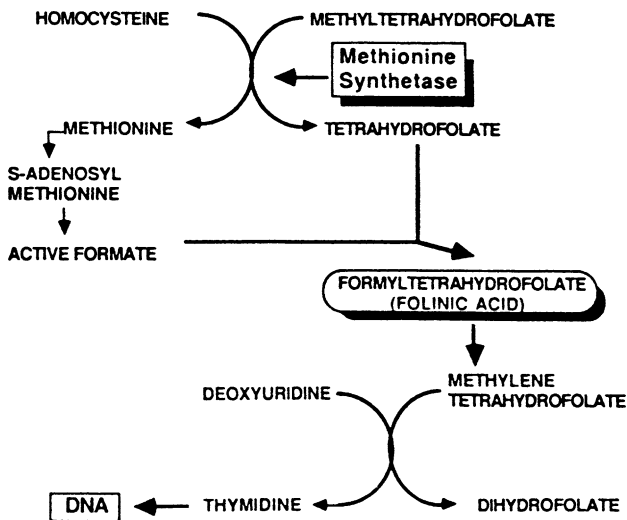 HOMOCYSTEINE
METHYLTETRAHYDROFOLATE
Methionine
Synthetase
METHIONINE
TETRAHYDROFOLATE
S-ADENOSYL
METHIONINE
ACTIVE FORMATE
FORMYLTETRAHYDROFOLATE
(FOLINIC ACID)
DEOXYURIDINE
METHYLENE
TETRAHYDROFOLATE
DNA
THYMIDINE
DIHYDROFOLATE